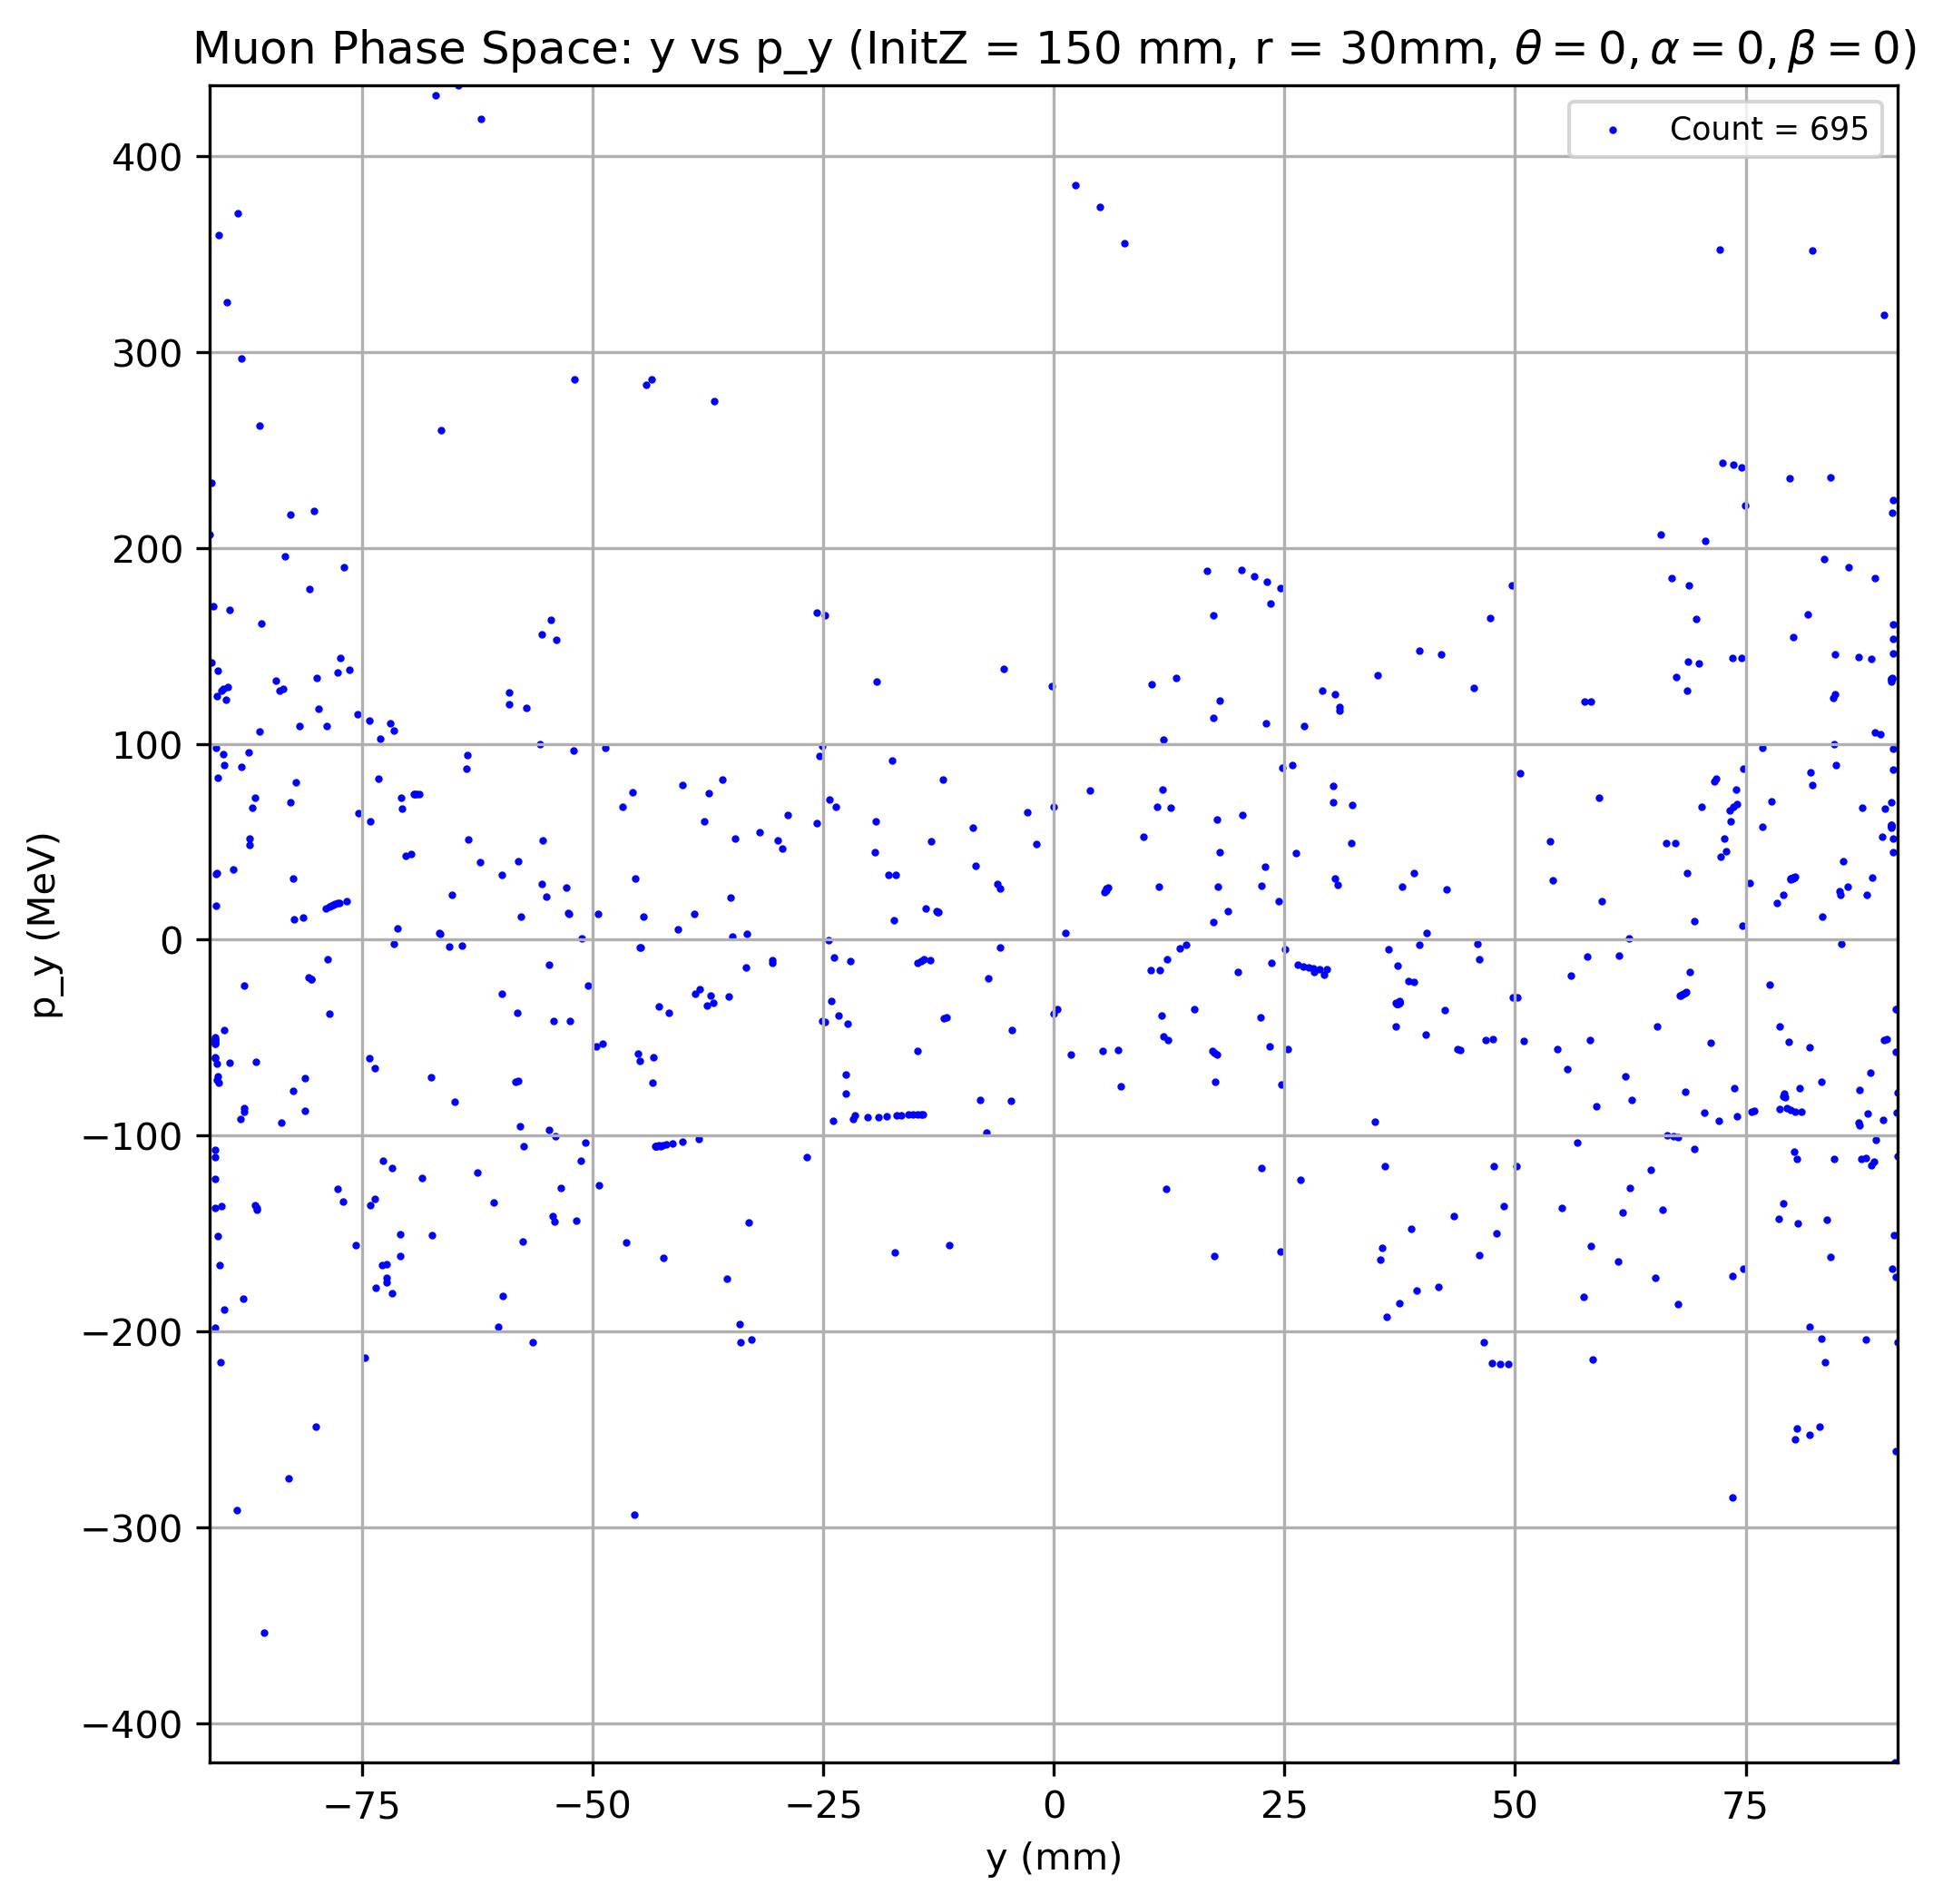 Muon Phase Space: y vs p_y (InitZ = 150 mm, r = 30mm, θ = 0, α = 0, β = 0)
Count = 695
400
300
200
100
0
−100
−200
−300
−400
p_y (MeV)
−75 −50 −25 0 25 50 75
y (mm)